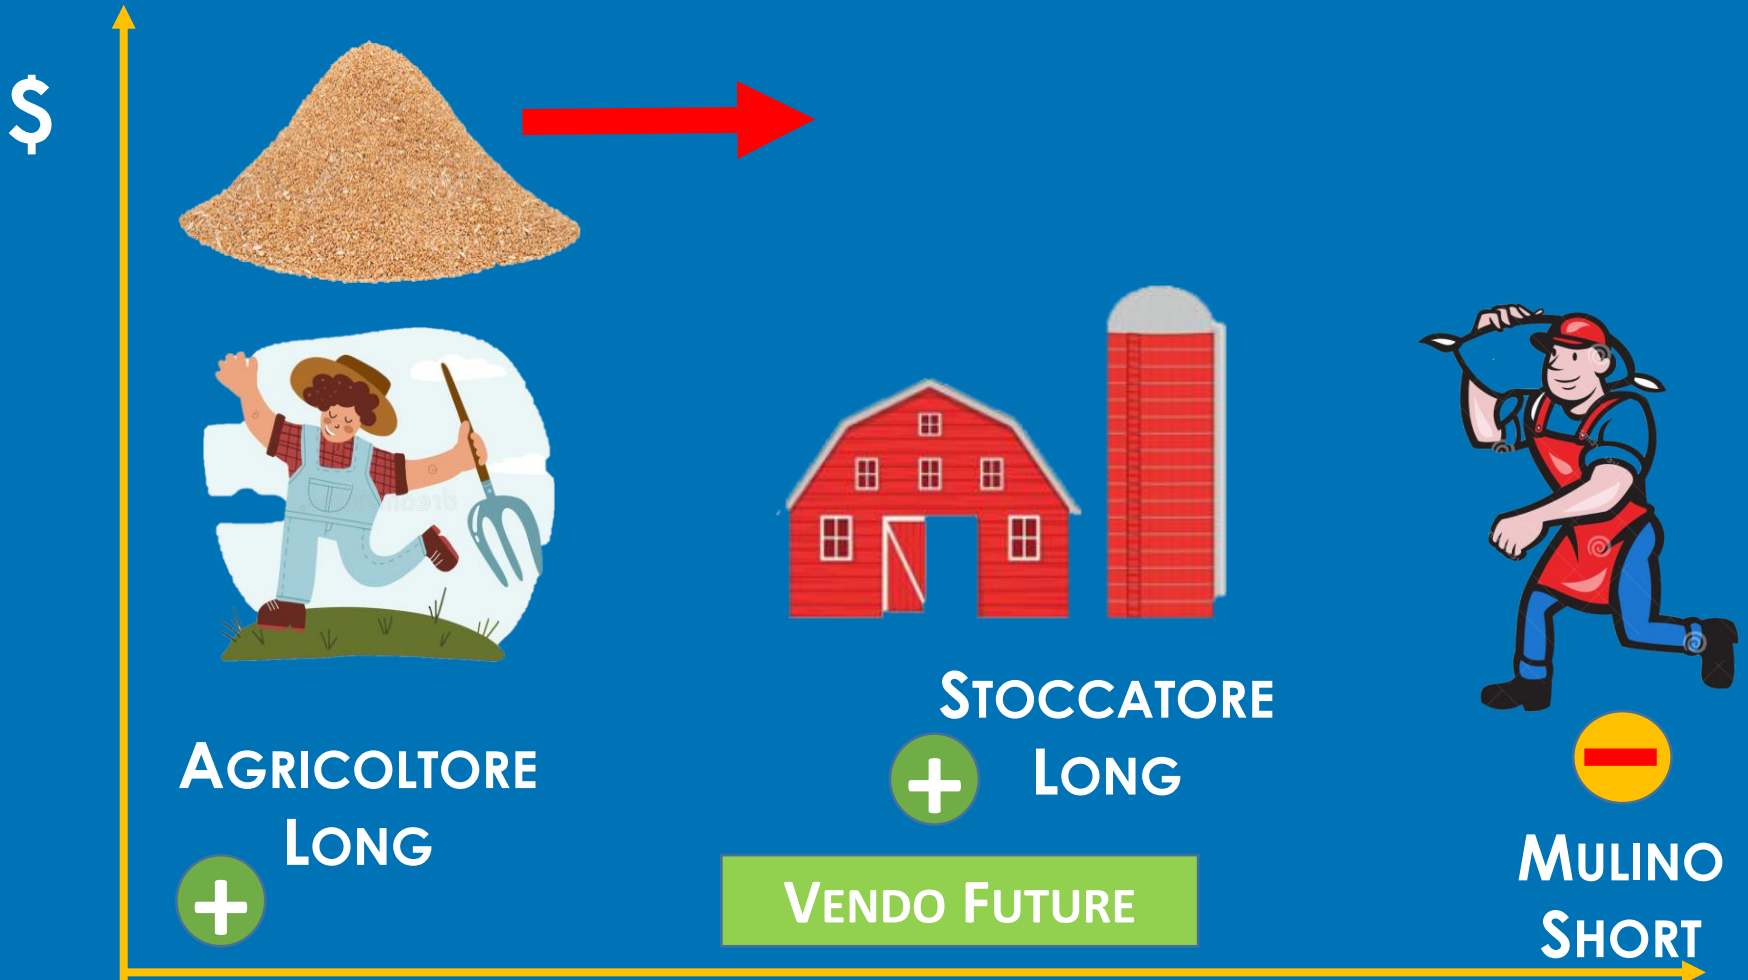 $
AGRICOLTORE
LONG
+
STOCCATORE
LONG
+
VENDO FUTURE
MULINO
SHORT